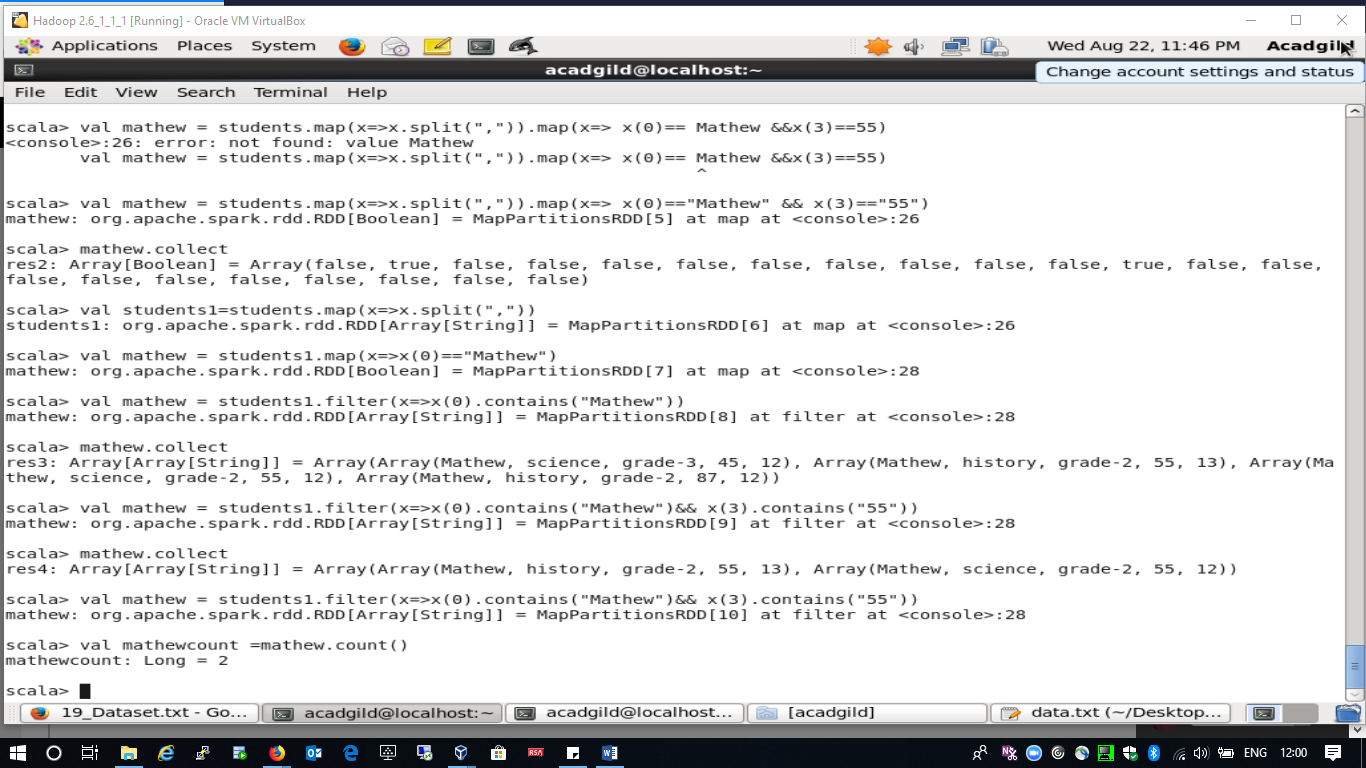 Hadoop 2.6_1_1_1 [Running] - Oracle VM VirtualBox
Applications Places System Wed Aug 22, 11:46 PM Acadgild
acadgild@localhost:~
Change account settings and status
File Edit View Search Terminal Help
scala> val mathew = students.map(x=>x.split(",")).map(x=> x(0)== Mathew &&x(3)==55)
<console>:26: error: not found: value Mathew
val mathew = students.map(x=>x.split(",")).map(x=> x(0)== Mathew &&x(3)==55)
^
scala> val mathew = students.map(x=>x.split(",")).map(x=> x(0)=="Mathew" && x(3)=="55")
mathew: org.apache.spark.rdd.RDD[Boolean] = MapPartitionsRDD[5] at map at <console>:26
scala> mathew.collect
res2: Array[Boolean] = Array(false, true, false, false, false, false, false, false, false, false, false, true, false, false,
false, false, false, false, false, false, false, false)
scala> val students1=students.map(x=>x.split(","))
students1: org.apache.spark.rdd.RDD[Array[String]] = MapPartitionsRDD[6] at map at <console>:26
scala> val mathew = students1.map(x=>x(0)=="Mathew")
mathew: org.apache.spark.rdd.RDD[Boolean] = MapPartitionsRDD[7] at map at <console>:28
scala> val mathew = students1.filter(x=>x(0).contains("Mathew"))
mathew: org.apache.spark.rdd.RDD[Array[String]] = MapPartitionsRDD[8] at filter at <console>:28
scala> mathew.collect
res3: Array[Array[String]] = Array(Array(Mathew, science, grade-3, 45, 12), Array(Mathew, history, grade-2, 55, 13), Array(Ma
thew, science, grade-2, 55, 12), Array(Mathew, history, grade-2, 87, 12))
scala> val mathew = students1.filter(x=>x(0).contains("Mathew")&& x(3).contains("55"))
mathew: org.apache.spark.rdd.RDD[Array[String]] = MapPartitionsRDD[9] at filter at <console>:28
scala> mathew.collect
res4: Array[Array[String]] = Array(Array(Mathew, history, grade-2, 55, 13), Array(Mathew, science, grade-2, 55, 12))
scala> val mathew = students1.filter(x=>x(0).contains("Mathew")&& x(3).contains("55"))
mathew: org.apache.spark.rdd.RDD[Array[String]] = MapPartitionsRDD[10] at filter at <console>:28
scala> val mathewcount =mathew.count()
mathewcount: Long = 2
scala>
19_Dataset.txt - Go... acadgild@localhost:~ acadgild@localhost... [acadgild] data.txt (~/Desktop...
RSA ENG 12:00